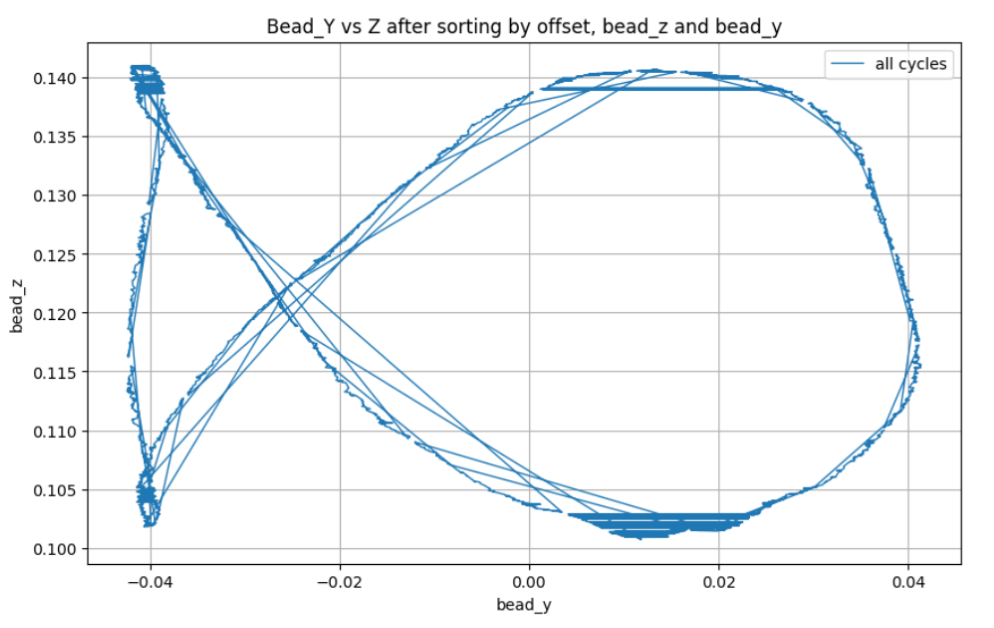 Bead_Y vs Z after sorting by offset, bead_z and bead_y
all cycles
0.140
0.135
0.130
0.125
0.120
0.115
0.110
0.105
0.100
bead_z
−0.04 −0.02 0.00 0.02 0.04
bead_y